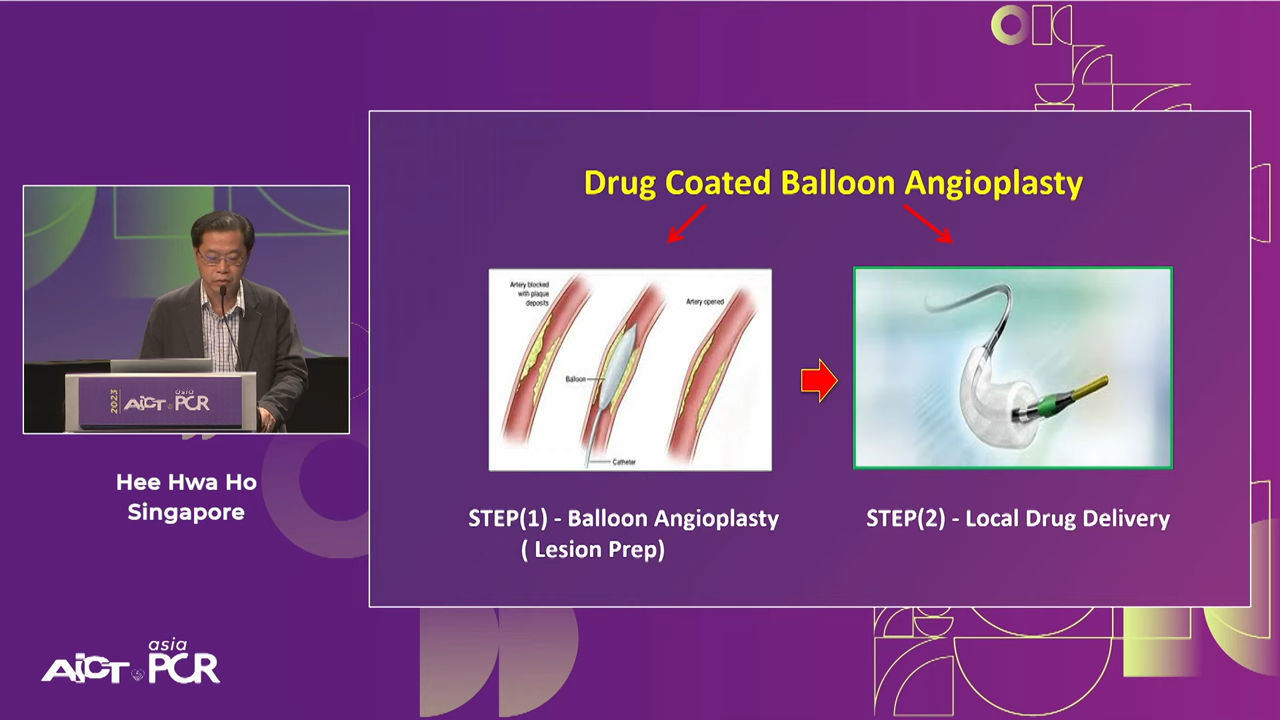 Drug Coated Balloon Angioplasty
Artery blocked
with plaque
deposits
Balloon
Catheter
Artery opened
STEP(1) - Balloon Angioplasty
( Lesion Prep)
STEP(2) - Local Drug Delivery
2023
AICT
asia
PCR
Hee Hwa Ho
Singapore
AICT
asia
PCR